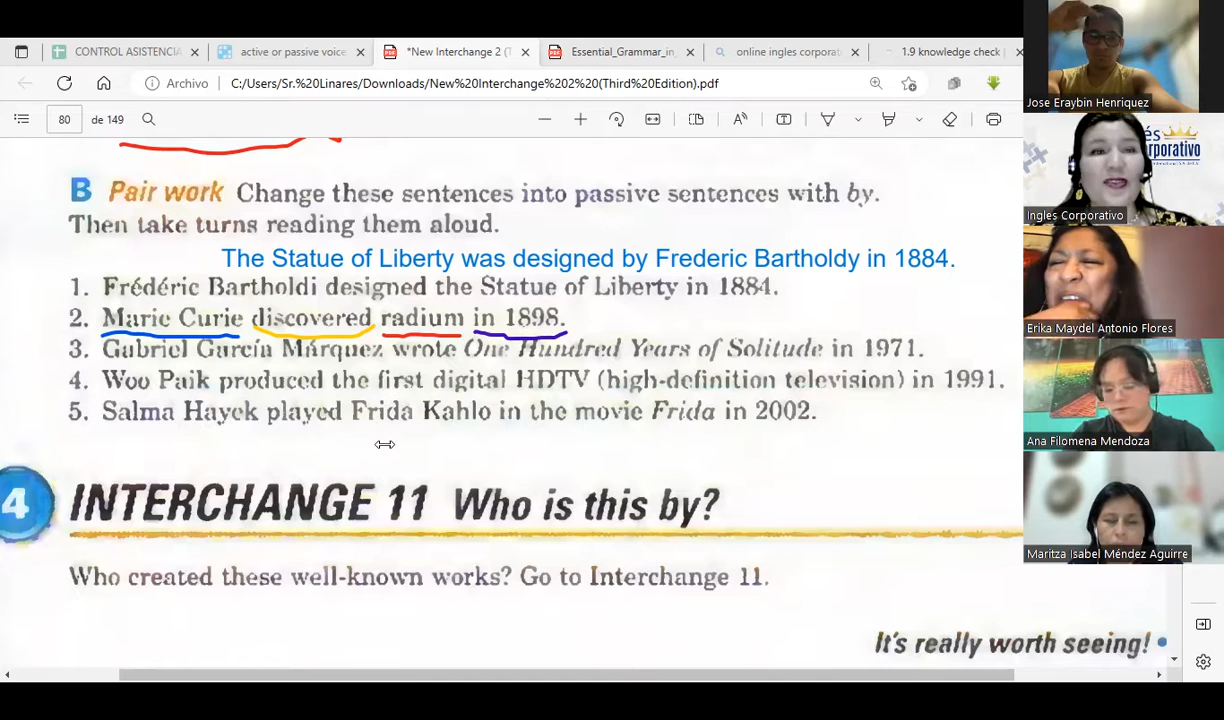 CONTROL ASISTENCIA
active or passive voice
*New Interchange 2 (T
Essential_Grammar_in_
online ingles corporat
1.9 knowledge check
Archivo
C:/Users/Sr.%20Linares/Downloads/New%20Interchange%202%20(Third%20Edition).pdf
80 de 149
B Pair work Change these sentences into passive sentences with by.
Then take turns reading them aloud.
The Statue of Liberty was designed by Frederic Bartholdy in 1884.
1. Frédéric Bartholdi designed the Statue of Liberty in 1884.
2. Marie Curie discovered radium in 1898.
3. Gabriel García Márquez wrote One Hundred Years of Solitude in 1971.
4. Woo Paik produced the first digital HDTV (high-definition television) in 1991.
5. Salma Hayek played Frida Kahlo in the movie Frida in 2002.
4 INTERCHANGE 11 Who is this by?
Who created these well-known works? Go to Interchange 11.
It's really worth seeing! •
Jose Eraybin Henriquez
és
orporativo
Ingles Corporativo
Erika Maydel Antonio Flores
Ana Filomena Mendoza
Maritza Isabel Méndez Aguirre